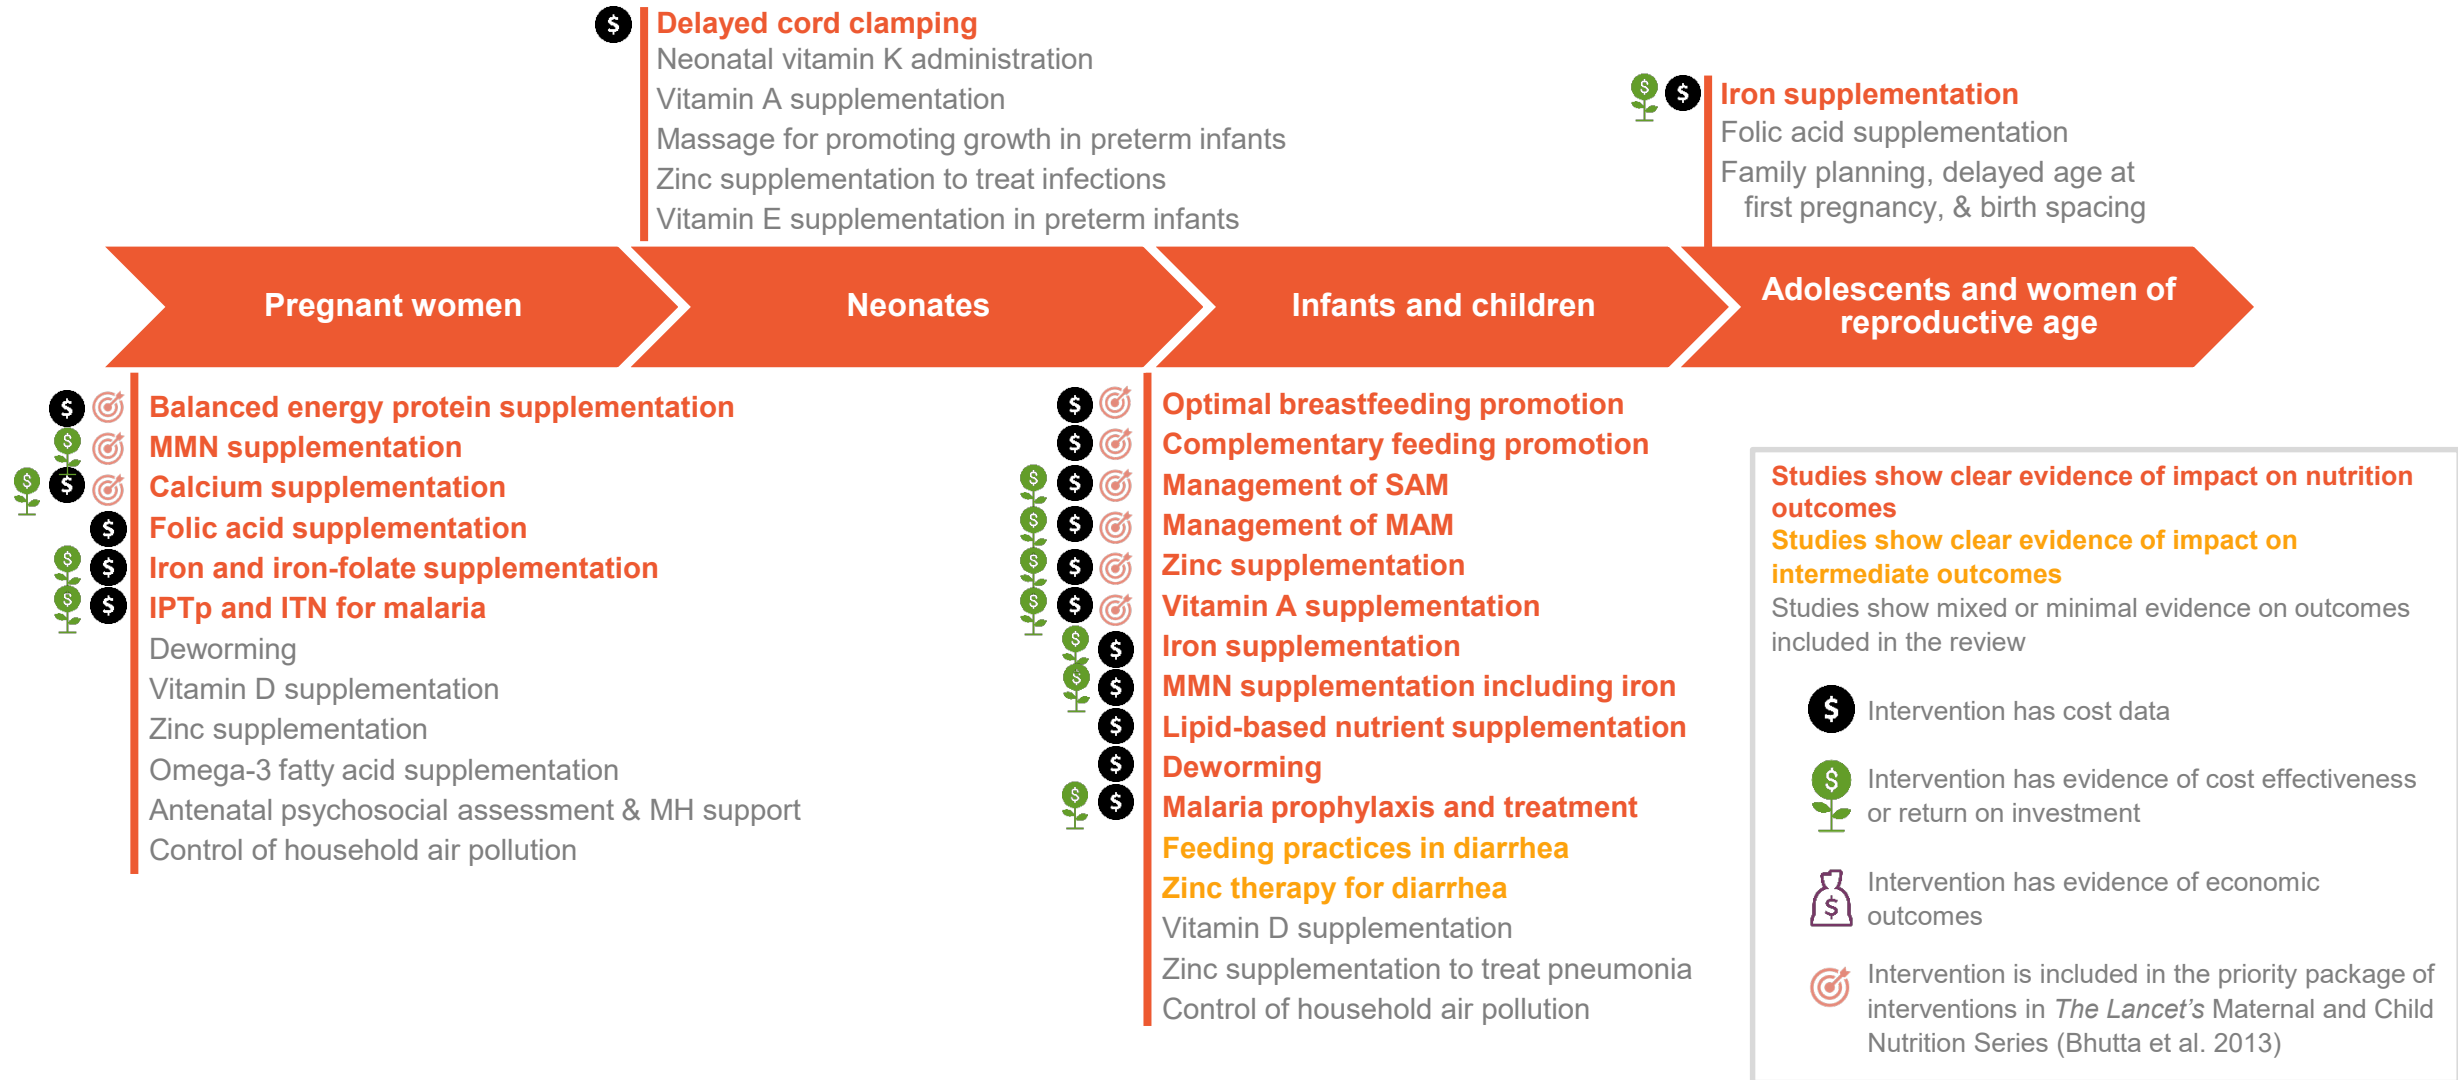 Delayed cord clamping
Neonatal vitamin K administration
Vitamin A supplementation
Massage for promoting growth in preterm infants
Zinc supplementation to treat infections
Vitamin E supplementation in preterm infants
Iron supplementation
Folic acid supplementation
Family planning, delayed age at
first pregnancy, & birth spacing
Pregnant women
Neonates
Infants and children
Adolescents and women of
reproductive age
Balanced energy protein supplementation
MMN supplementation
Calcium supplementation
Folic acid supplementation
Iron and iron-folate supplementation
IPTp and ITN for malaria
Deworming
Vitamin D supplementation
Zinc supplementation
Omega-3 fatty acid supplementation
Antenatal psychosocial assessment & MH support
Control of household air pollution
Optimal breastfeeding promotion
Complementary feeding promotion
Management of SAM
Management of MAM
Zinc supplementation
Vitamin A supplementation
Iron supplementation
MMN supplementation including iron
Lipid-based nutrient supplementation
Deworming
Malaria prophylaxis and treatment
Feeding practices in diarrhea
Zinc therapy for diarrhea
Vitamin D supplementation
Zinc supplementation to treat pneumonia
Control of household air pollution
Studies show clear evidence of impact on nutrition
outcomes
Studies show clear evidence of impact on
intermediate outcomes
Studies show mixed or minimal evidence on outcomes
included in the review
$ Intervention has cost data
$ Intervention has evidence of cost effectiveness
or return on investment
$ Intervention has evidence of economic
outcomes
Intervention is included in the priority package of
interventions in The Lancet’s Maternal and Child
Nutrition Series (Bhutta et al. 2013)